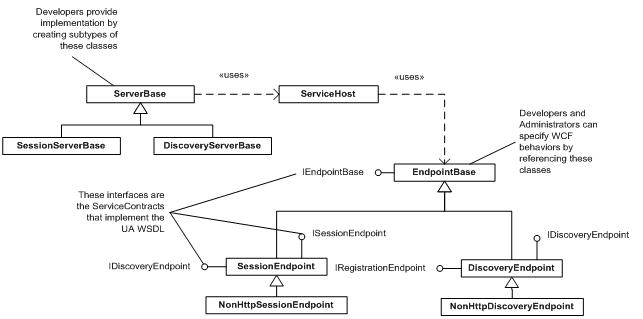 Developers provide
implementation by
creating subtypes of
these classes
«uses»
«uses»
ServerBase
ServiceHost
SessionServerBase
DiscoveryServerBase
Developers and
Administrators can
specify WCF
behaviors by
referencing these
classes
IEndpointBase
EndpointBase
These interfaces are
the ServiceContracts
that implement the
UA WSDL
ISessionEndpoint
IDiscoveryEndpoint
IDiscoveryEndpoint
SessionEndpoint
IRegistrationEndpoint
DiscoveryEndpoint
NonHttpSessionEndpoint
NonHttpDiscoveryEndpoint